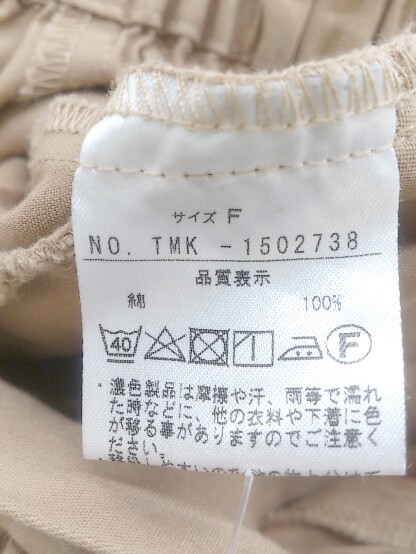 サイズ F
NO. TMK -1502738
品質表示
綿 100%
40 F
・濃色製品は摩擦や汗、雨等で濡れ
た時などに、他の衣料や下着に色
が移る事がありますのでご注意く
ださい。